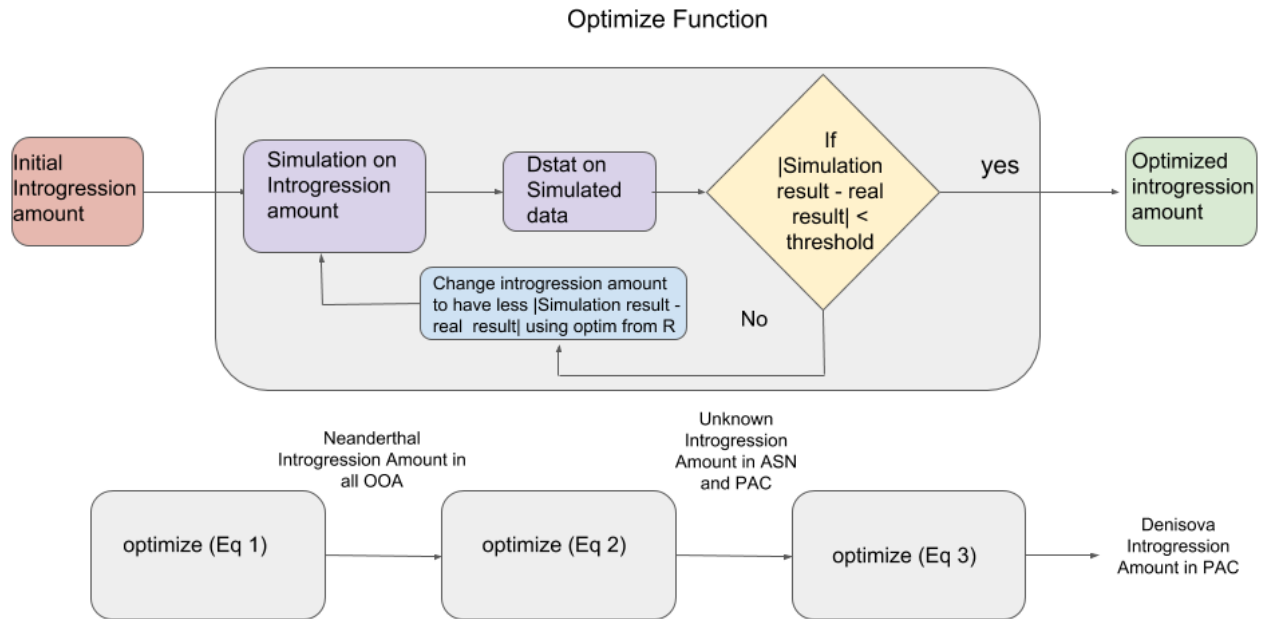 Optimize Function
Initial
Introgression
amount
Simulation on
Introgression
amount
Dstat on
Simulated
data
If
|Simulation
result - real
result| <
threshold
yes
Optimized
introgression
amount
Change introgression amount
to have less |Simulation result -
real  result| using optim from R
No
Neanderthal
Introgression Amount in
all OOA
Unknown
Introgression
Amount in ASN
and PAC
optimize (Eq 1)
optimize (Eq 2)
optimize (Eq 3)
Denisova
Introgression
Amount in PAC